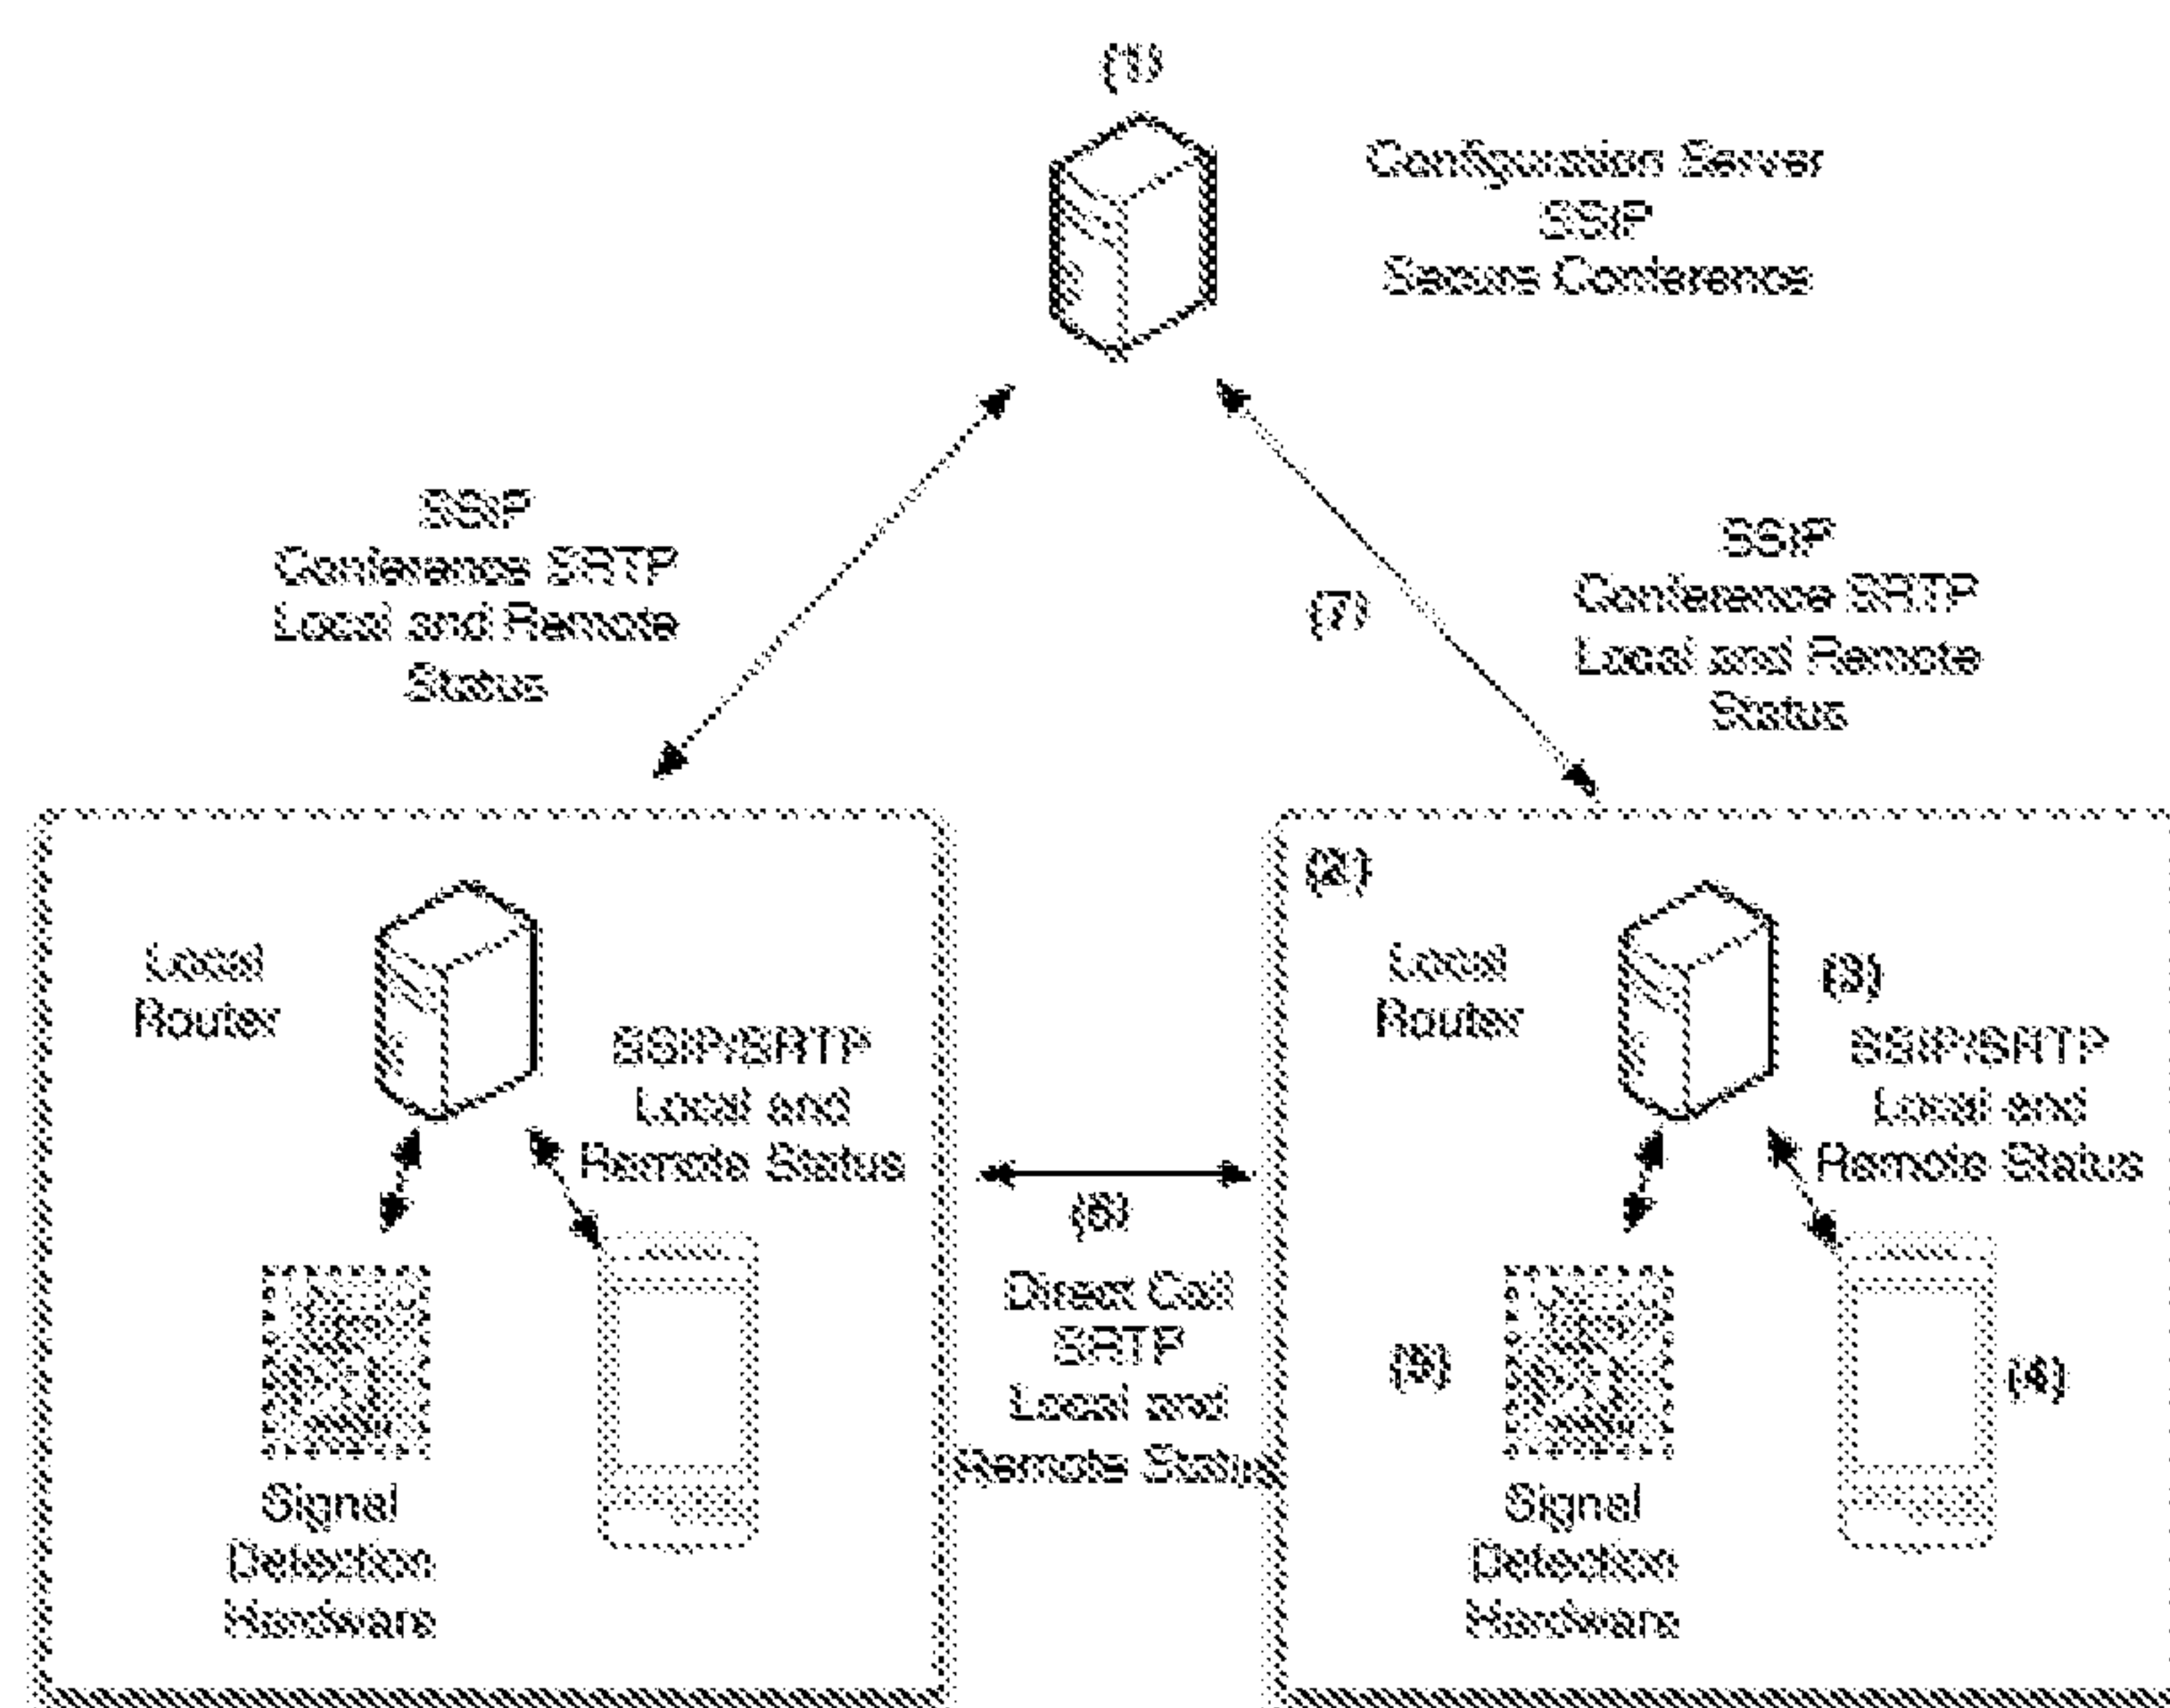 (1)
Configuration Server
SSIP
Secure Conference
SSIP
Conference SRTP
Local and Remote
Status
(7)
SSIP
Conference SRTP
Local and Remote
Status
Local
Router
SSIP/SRTP
Local and
Remote Status
Signal
Detection
Hardware
(6)
Direct Call
SRTP
Local and
Remote Status
(2)
Local
Router
(3)
SSIP/SRTP
Local and
Remote Status
(5)
(4)
Signal
Detection
Hardware